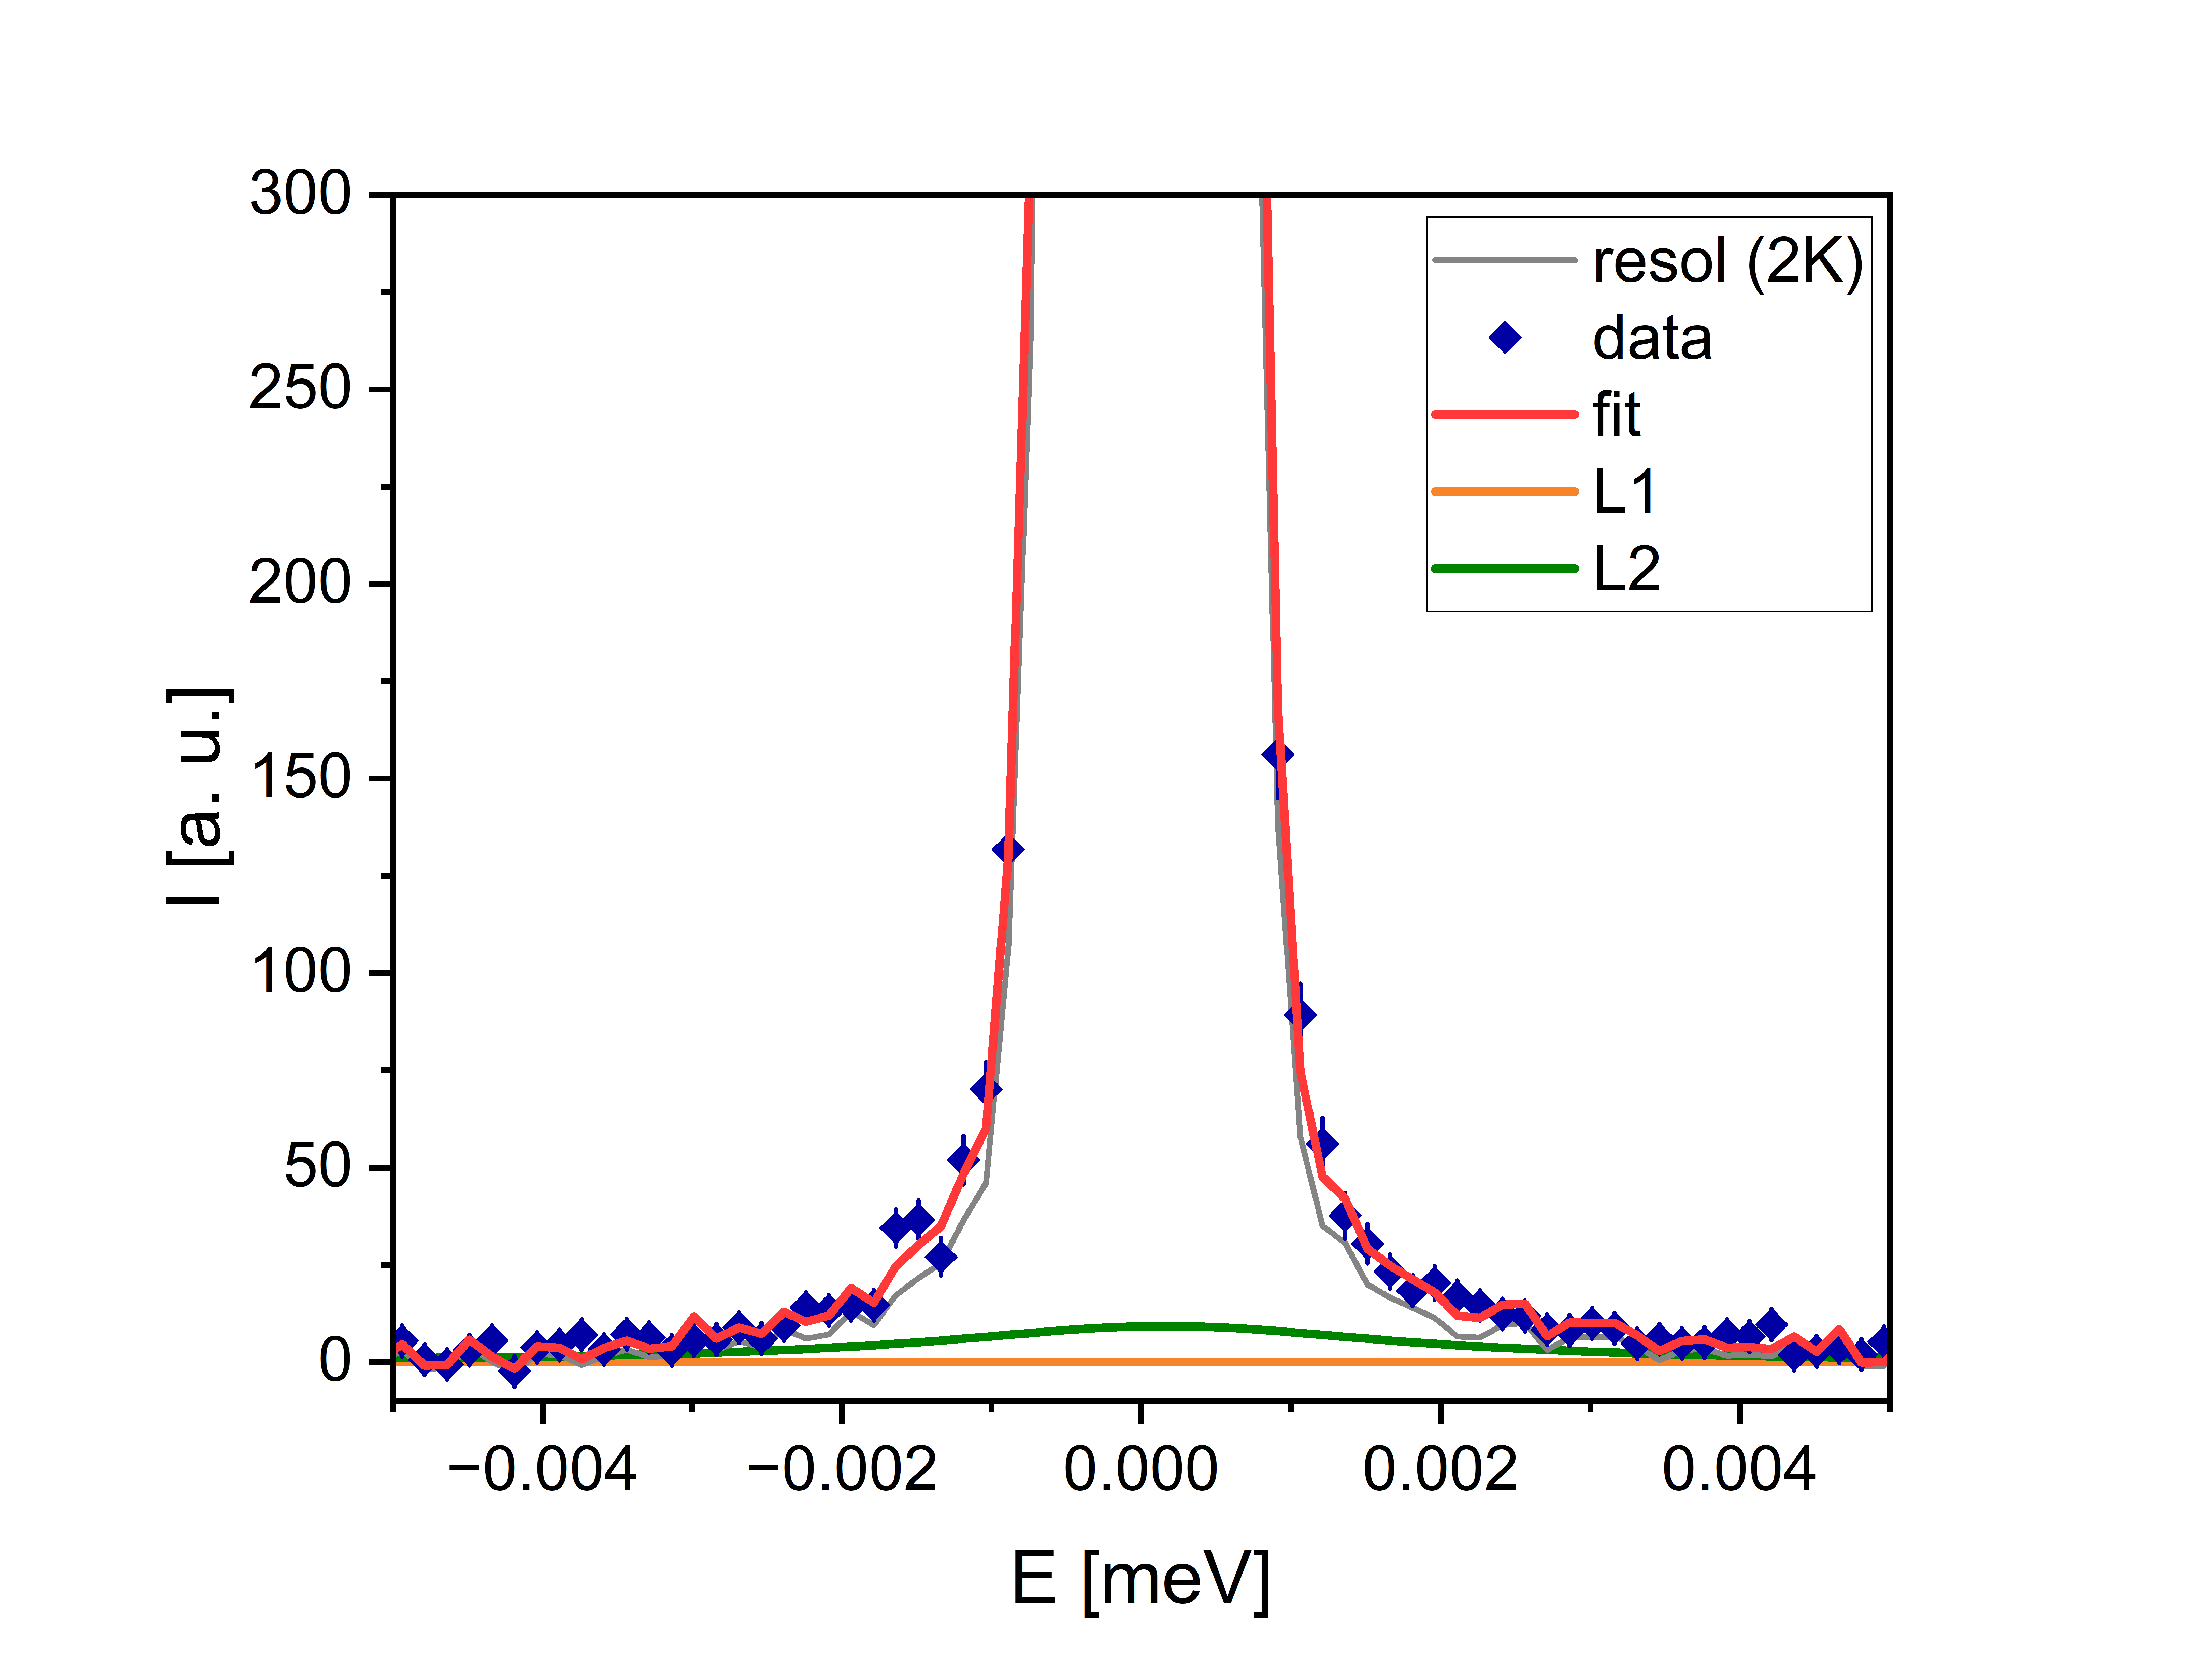 300
250
200
150
100
50
0
I [a. u.]
resol (2K)
data
fit
L1
L2
−0.004 −0.002 0.000 0.002 0.004
E [meV]